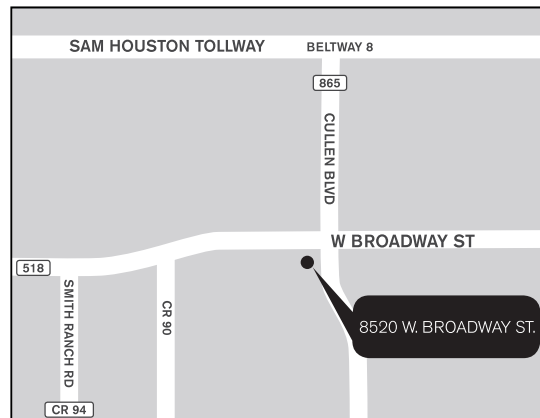 SAM HOUSTON TOLLWAY
BELTWAY 8
865
CULLEN BLVD
W BROADWAY ST
518
SMITH RANCH RD
CR 90
8520 W. BROADWAY ST.
CR 94